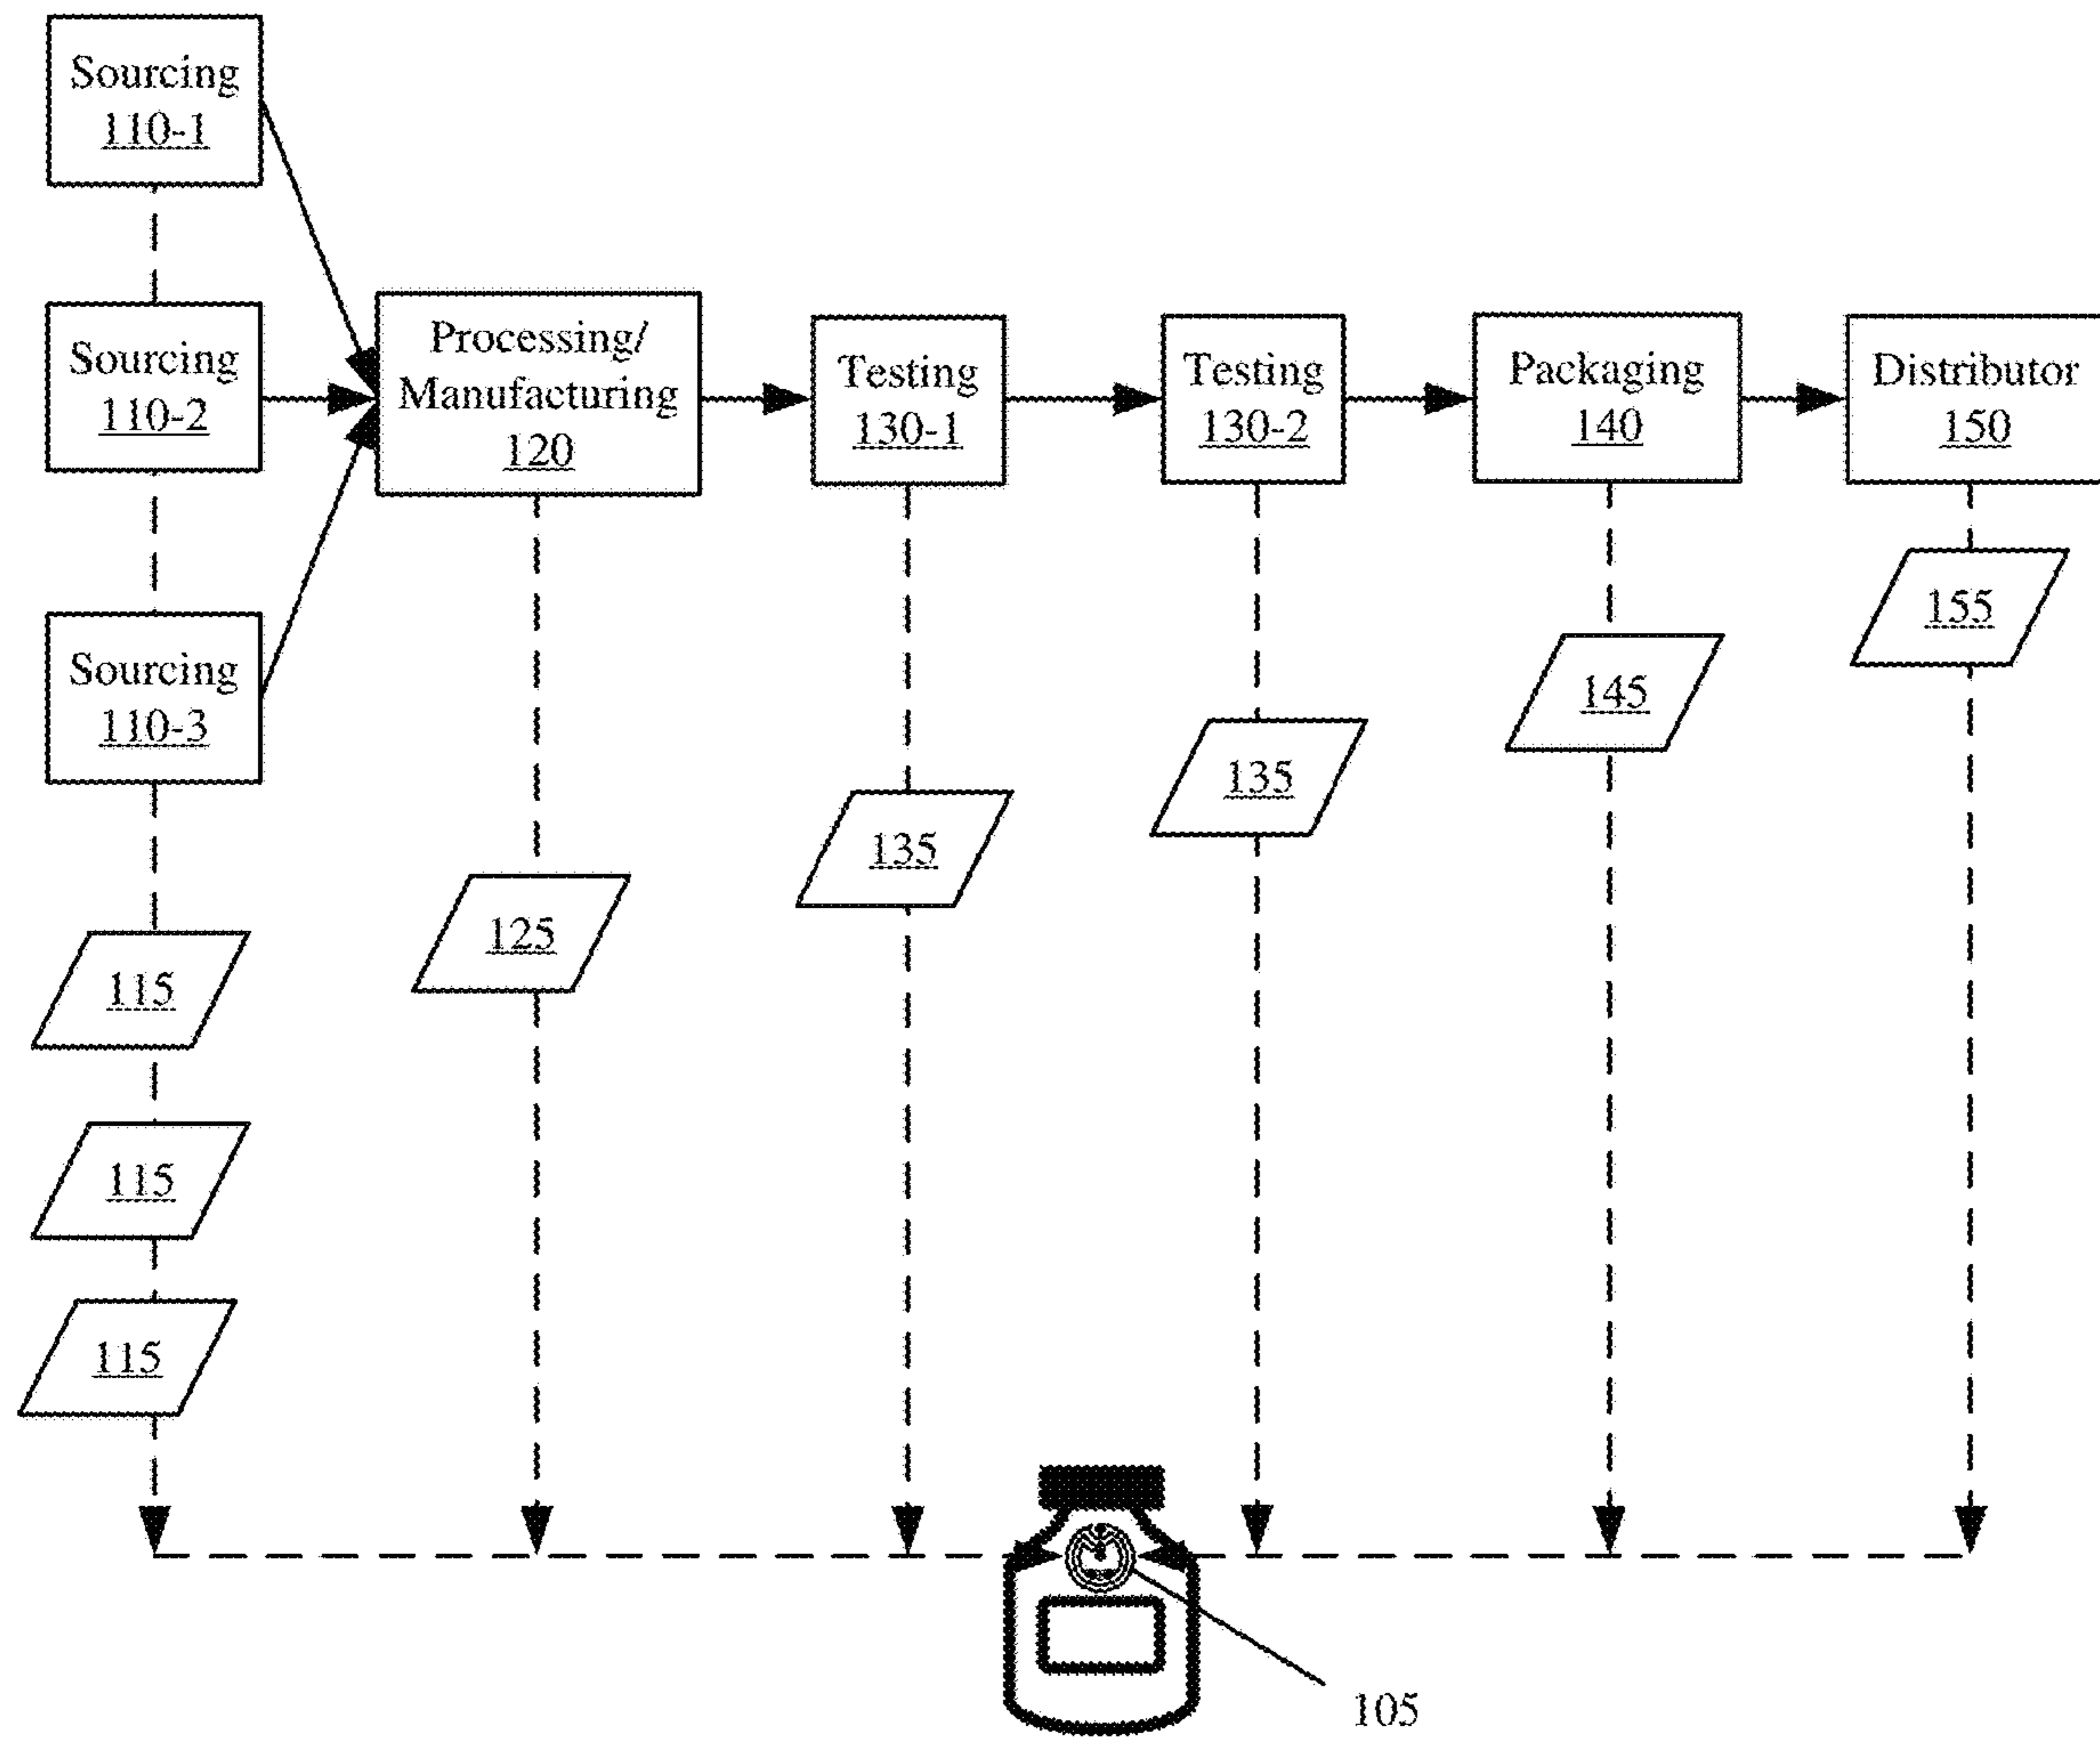 Sourcing
110-1
Sourcing
110-2
Sourcing
110-3
Processing/
Manufacturing
120
Testing
130-1
Testing
130-2
Packaging
140
Distributor
150
155
145
135
135
125
115
115
115
105